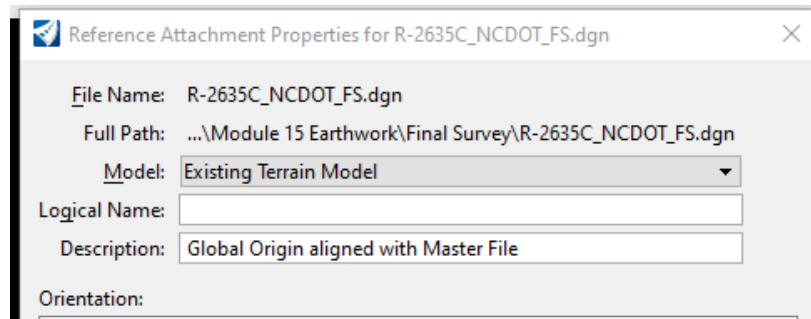 Reference Attachment Properties for R-2635C_NCDOT_FS.dgn
File Name: R-2635C_NCDOT_FS.dgn
Full Path: ...\Module 15 Earthwork\Final Survey\R-2635C_NCDOT_FS.dgn
Model: Existing Terrain Model
Logical Name:
Description: Global Origin aligned with Master File
Orientation: